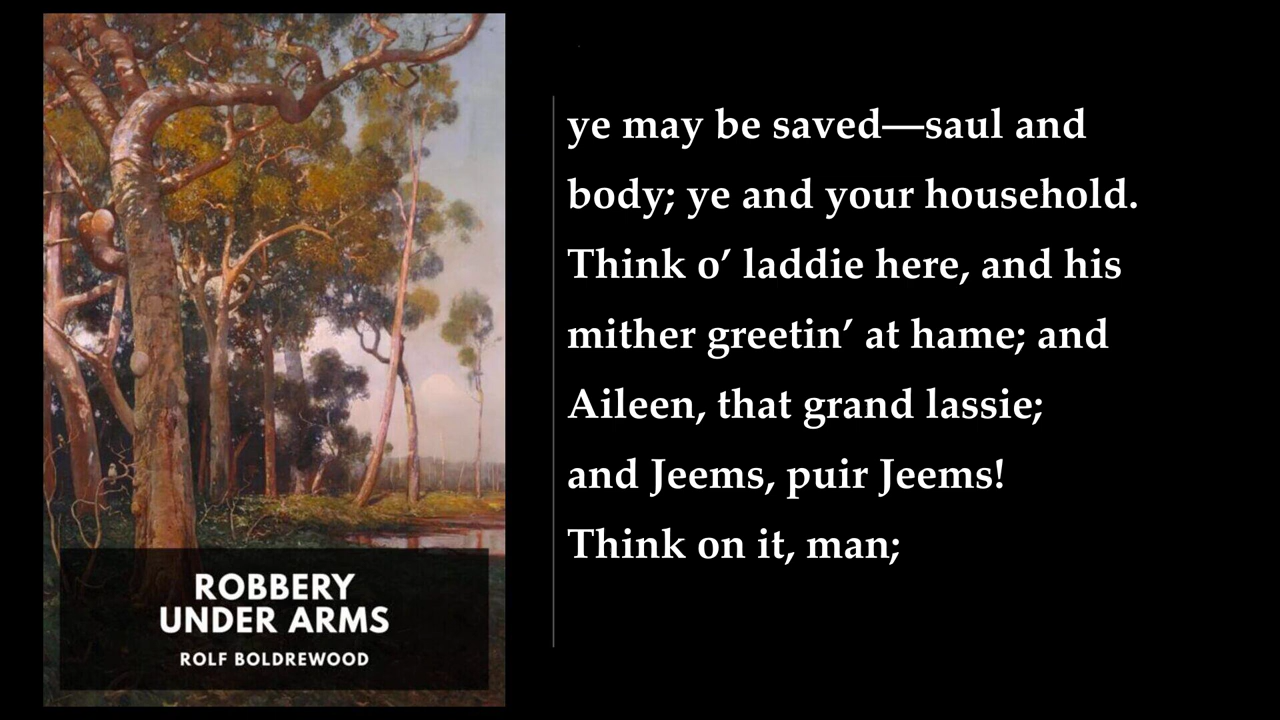 ROBBERY
UNDER ARMS
ROLF BOLDREWOOD
ye may be saved—saul and
body; ye and your household.
Think o’ laddie here, and his
mither greetin’ at hame; and
Aileen, that grand lassie;
and Jeems, puir Jeems!
Think on it, man;